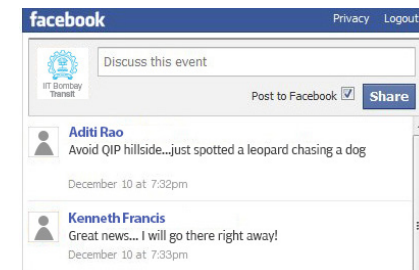 facebook
Privacy Logout
Discuss this event
IIT Bombay
Transit
Post to Facebook
Share
Aditi Rao
Avoid QIP hillside...just spotted a leopard chasing a dog
December 10 at 7:32pm
Kenneth Francis
Great news... I will go there right away!
December 10 at 7:33pm